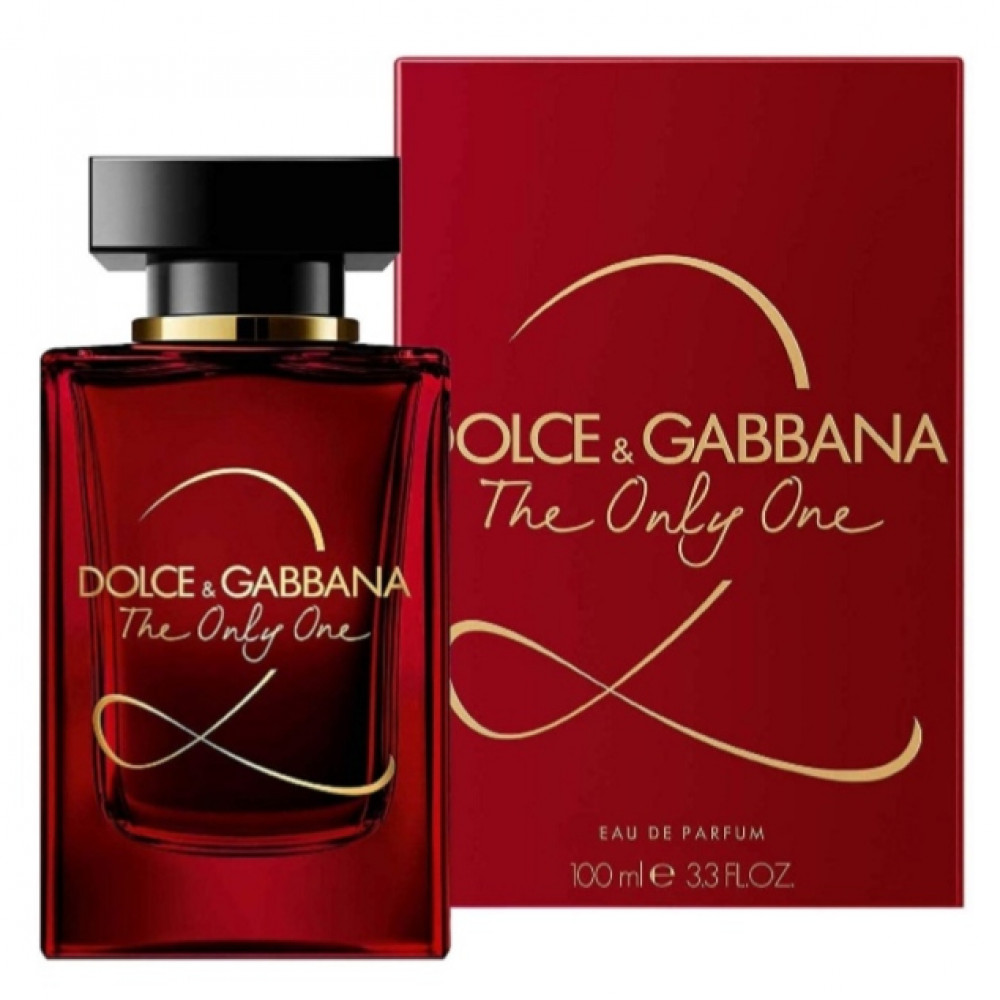 DOLCE & GABBANA
The Only One
DOLCE & GABBANA
The Only One
EAU DE PARFUM
100 ml e 3.3 FL.OZ.